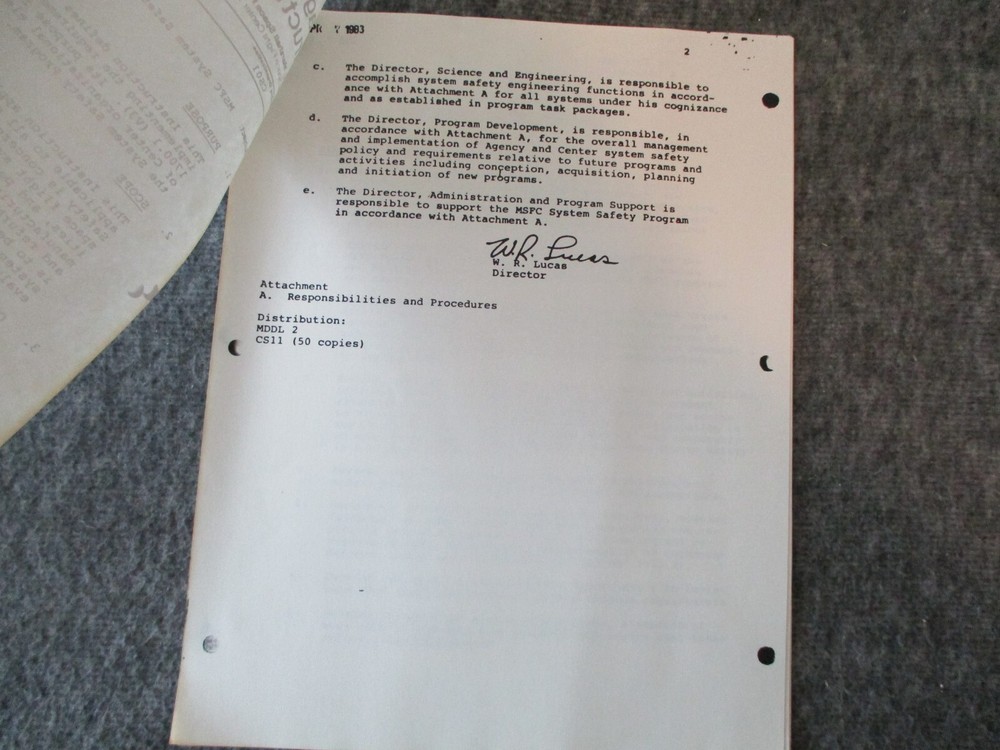 1983
2
c. The Director, Science and Engineering, is responsible to
accomplish system safety engineering functions in accord-
ance with Attachment A for all systems under his cognizance
and as established in program task packages.
d. The Director, Program Development, is responsible, in
accordance with Attachment A, for the overall management
and implementation of Agency and Center system safety
policy and requirements relative to future programs and
activities including conception, acquisition, planning
and initiation of new programs.
e. The Director, Administration and Program Support is
responsible to support the MSFC System Safety Program
in accordance with Attachment A.
W.R. Lucas
W. R. Lucas
Director
Attachment
A. Responsibilities and Procedures
Distribution:
MDDL 2
CS11 (50 copies)